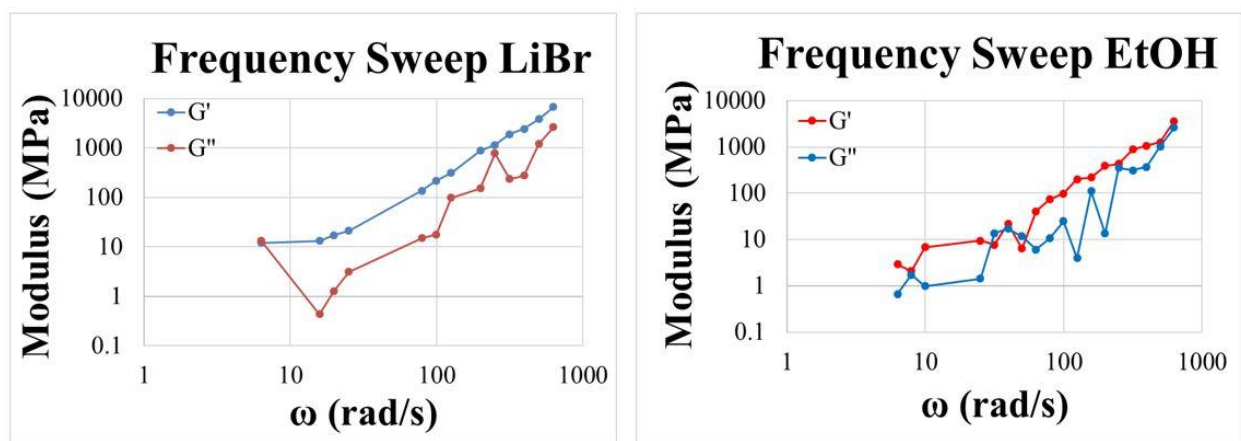 Frequency Sweep LiBr
Modulus (MPa)
10000
1000
100
10
1
0.1
G'
G"
1 10 100 1000
ω (rad/s)
Frequency Sweep EtOH
Modulus (MPa)
10000
1000
100
10
1
0.1
G'
G"
1 10 100 1000
ω (rad/s)